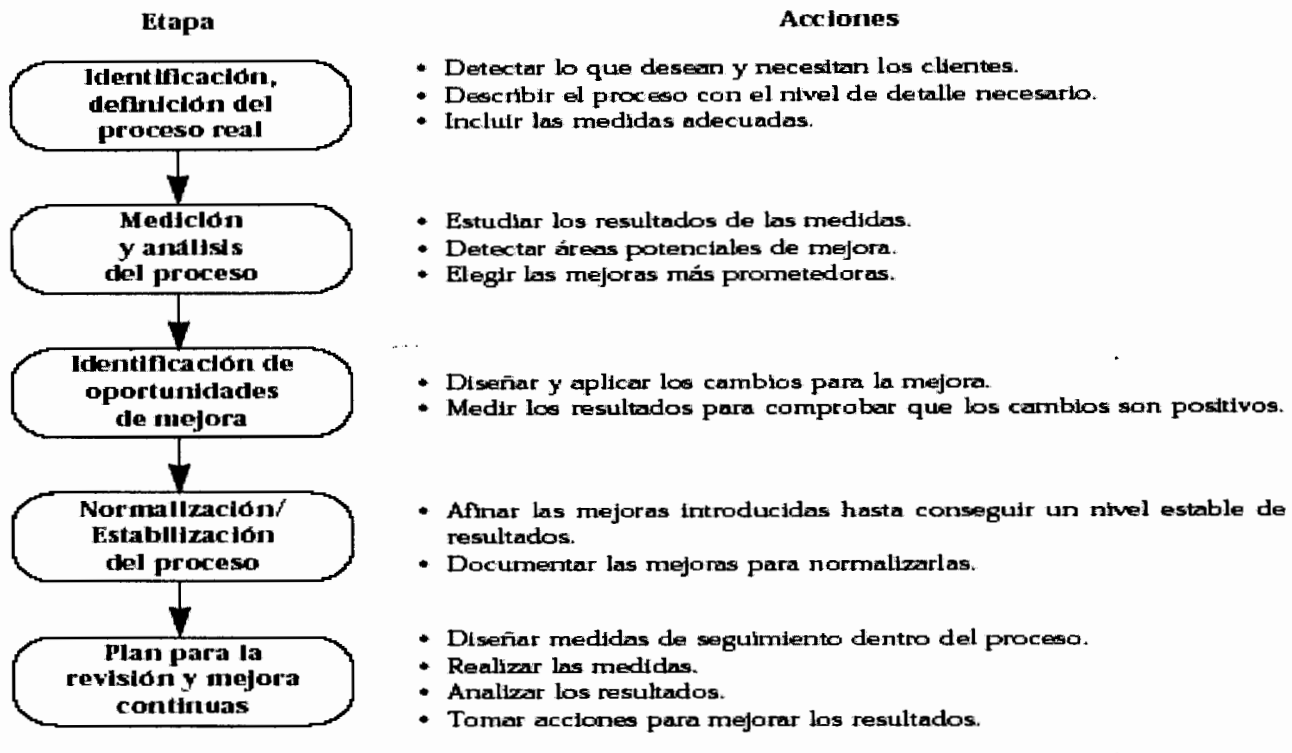 Etapa
Acciones
Identificación,
definición del
proceso real
• Detectar lo que desean y necesitan los clientes.
• Describir el proceso con el nivel de detalle necesario.
• Incluir las medidas adecuadas.
Medición
y análisis
del proceso
• Estudiar los resultados de las medidas.
• Detectar áreas potenciales de mejora.
• Elegir las mejoras más prometedoras.
Identificación de
oportunidades
de mejora
• Diseñar y aplicar los cambios para la mejora.
• Medir los resultados para comprobar que los cambios son positivos.
Normalización/
Estabilización
del proceso
• Afinar las mejoras introducidas hasta conseguir un nivel estable de
resultados.
• Documentar las mejoras para normalizarlas.
Plan para la
revisión y mejora
continuas
• Diseñar medidas de seguimiento dentro del proceso.
• Realizar las medidas.
• Analizar los resultados.
• Tomar acciones para mejorar los resultados.